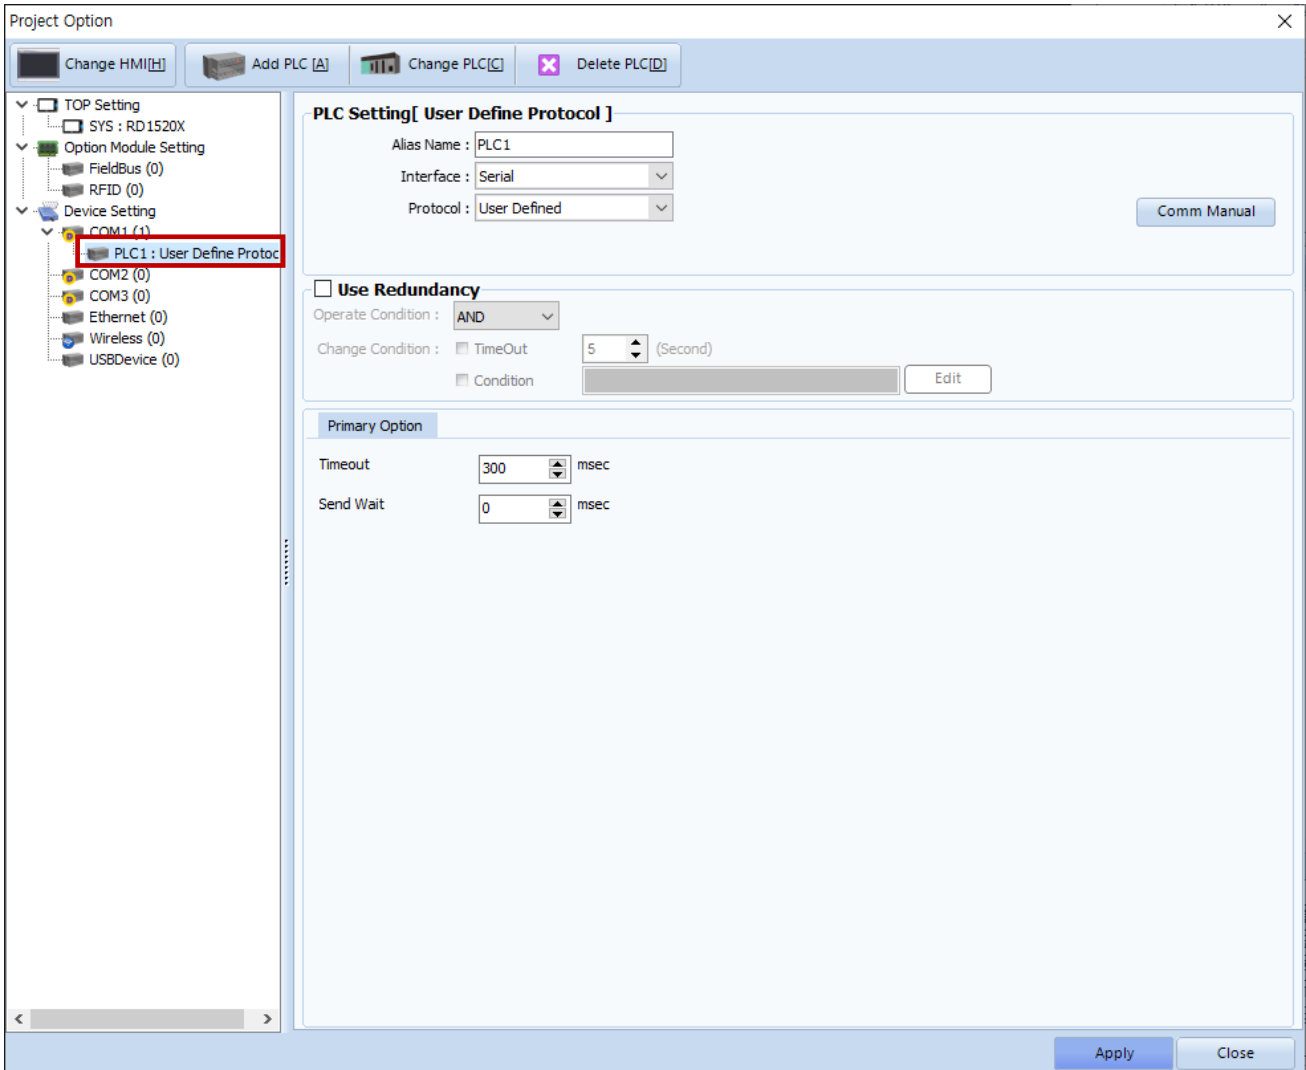 Project Option
Change HMI[H]
Add PLC [A]
Change PLC[C]
Delete PLC[D]
TOP Setting
SYS : RD1520X
Option Module Setting
FieldBus (0)
RFID (0)
Device Setting
COM1 (1)
PLC1 : User Define Protoc
COM2 (0)
COM3 (0)
Ethernet (0)
Wireless (0)
USBDevice (0)
PLC Setting[ User Define Protocol ]
Alias Name : PLC1
Interface : Serial
Protocol : User Defined
Comm Manual
Use Redundancy
Operate Condition : AND
Change Condition : TimeOut 5 (Second)
Condition Edit
Primary Option
Timeout 300 msec
Send Wait 0 msec
Apply Close